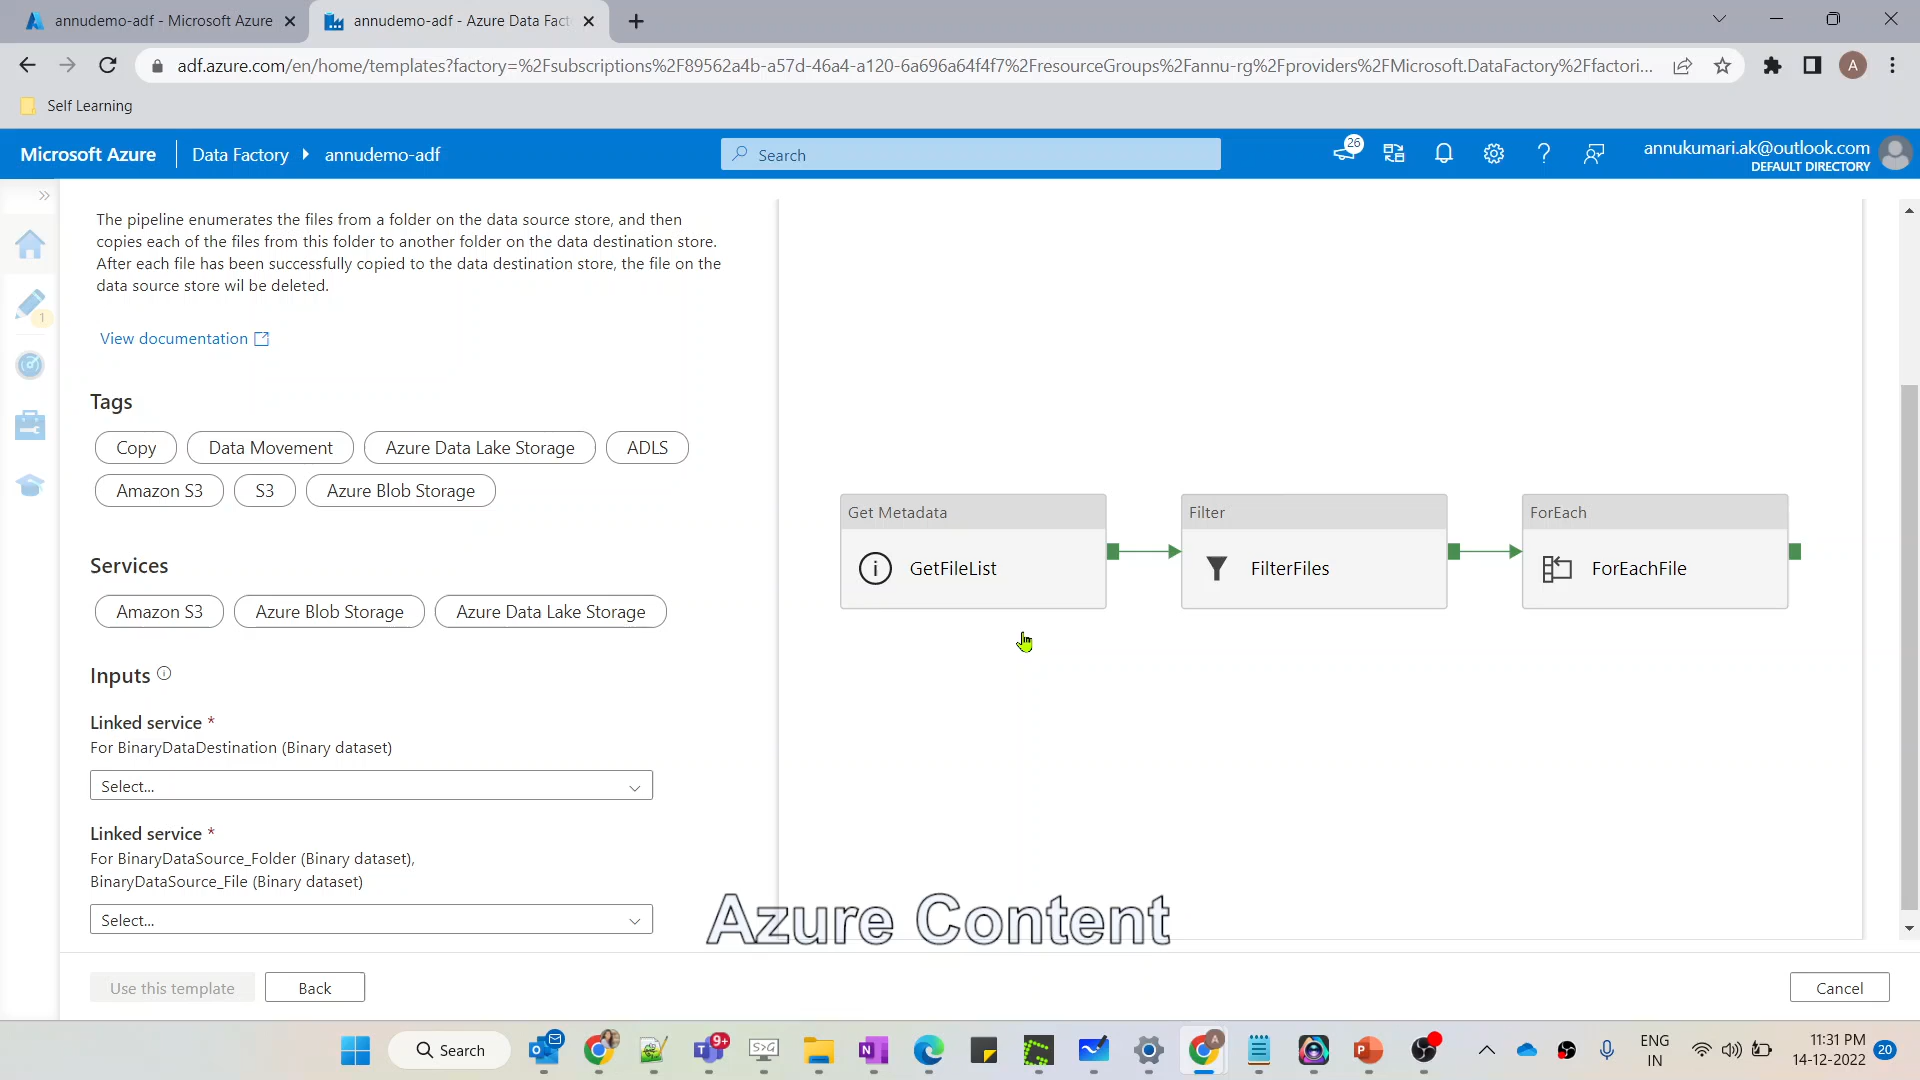 annudemo-adf - Microsoft Azure
annudemo-adf - Azure Data Fact
adf.azure.com/en/home/templates?factory=%2Fsubscriptions%2F89562a4b-a57d-46a4-a120-6a696a64f4f7%2FresourceGroups%2Fannu-rg%2Fproviders%2FMicrosoft.DataFactory%2Ffactori...
A
Self Learning
Microsoft Azure
Data Factory
annudemo-adf
Search
26
annukumari.ak@outlook.com
DEFAULT DIRECTORY
The pipeline enumerates the files from a folder on the data source store, and then
copies each of the files from this folder to another folder on the data destination store.
After each file has been successfully copied to the data destination store, the file on the
data source store wil be deleted.
1
View documentation
Tags
Copy Data Movement Azure Data Lake Storage ADLS
Amazon S3 S3 Azure Blob Storage
Services
Amazon S3 Azure Blob Storage Azure Data Lake Storage
Inputs
Linked service *
For BinaryDataDestination (Binary dataset)
Select...
Linked service *
For BinaryDataSource_Folder (Binary dataset),
BinaryDataSource_File (Binary dataset)
Select...
Get Metadata
GetFileList
Filter
FilterFiles
ForEach
ForEachFile
Azure Content
Use this template
Back
Cancel
Search
9+
ENG
IN
11:31 PM
14-12-2022
20